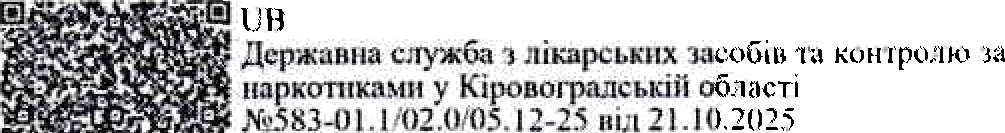 UB
Державна служба з лікарських засобів та контролю за
наркотиками у Кіровоградській області
№583-01.1/02.0/05.12-25 від 21.10.2025